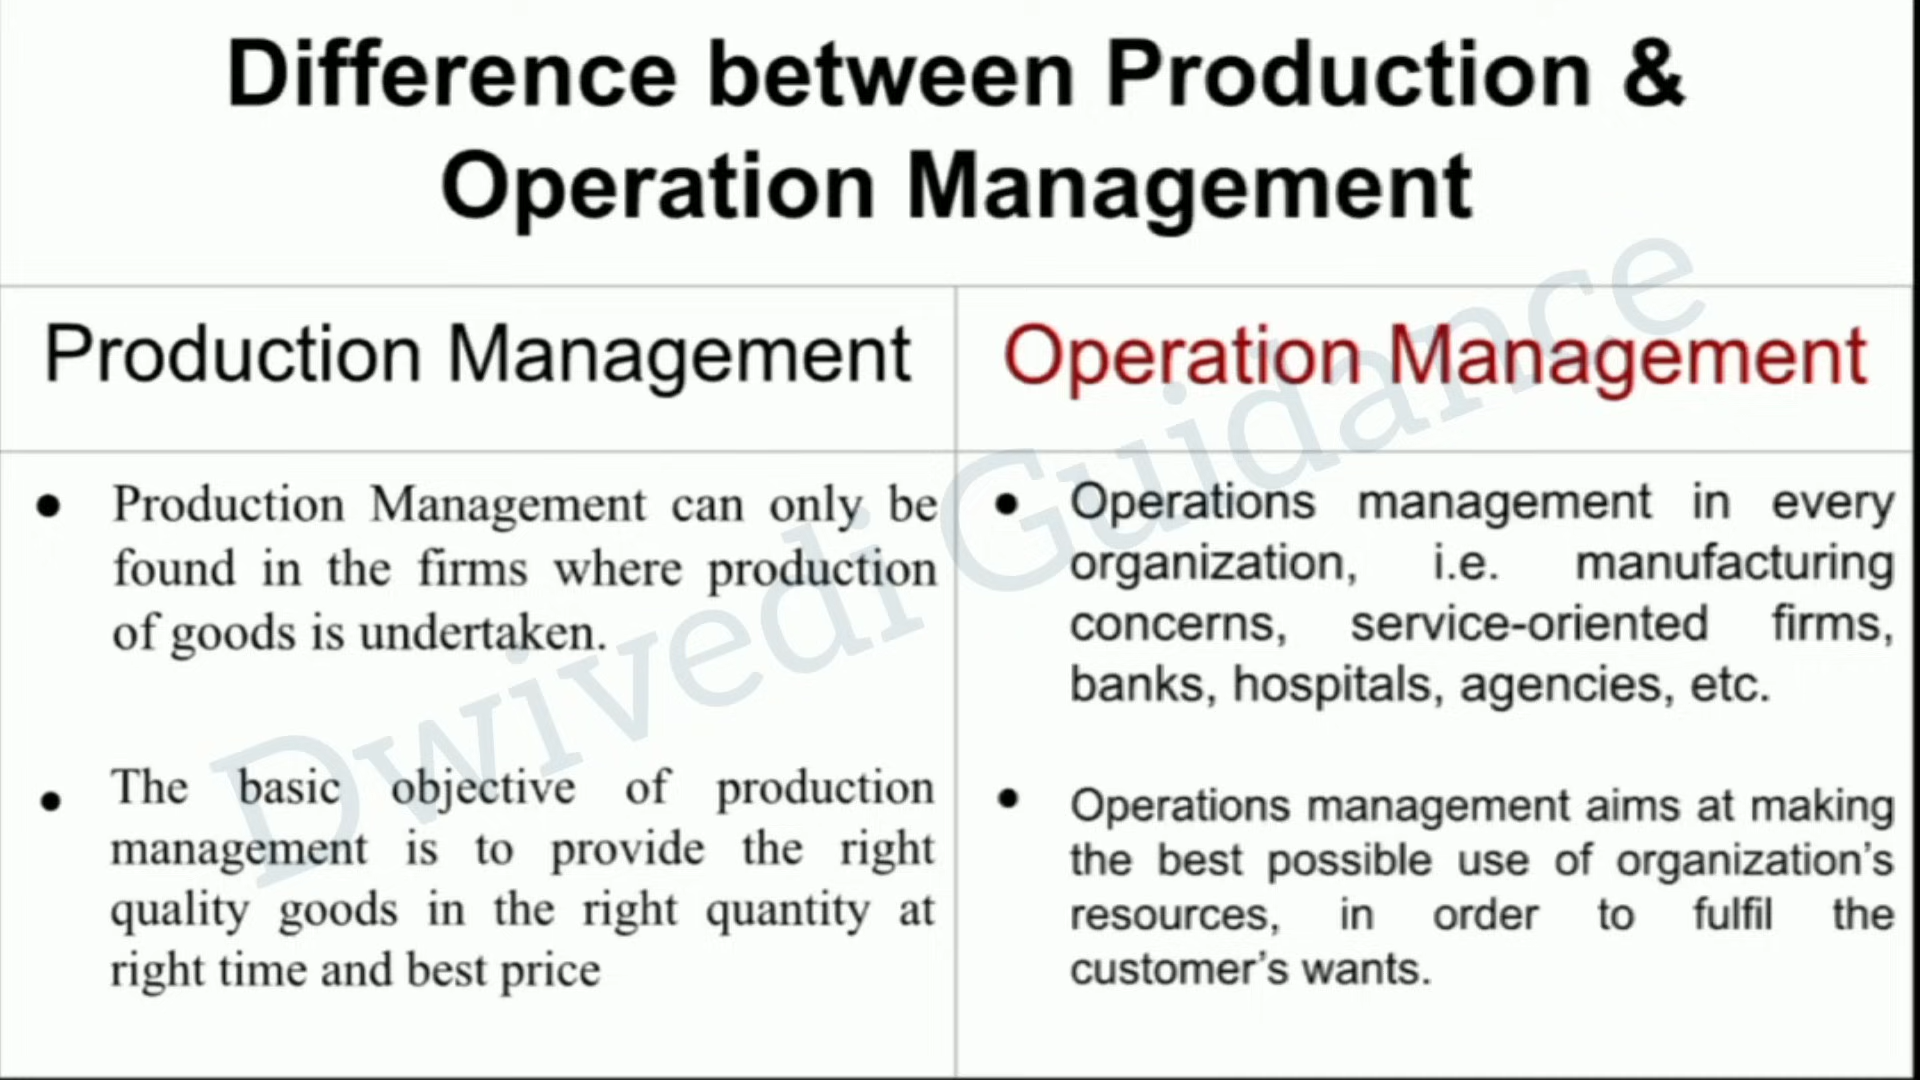 Difference between Production &
Operation Management
Production Management
Operation Management
● Production Management can only be
found in the firms where production
of goods is undertaken.
● The basic objective of production
management is to provide the right
quality goods in the right quantity at
right time and best price
● Operations management in every
organization, i.e. manufacturing
concerns, service-oriented firms,
banks, hospitals, agencies, etc.
● Operations management aims at making
the best possible use of organization's
resources, in order to fulfil the
customer's wants.
Dwivedi Guidance